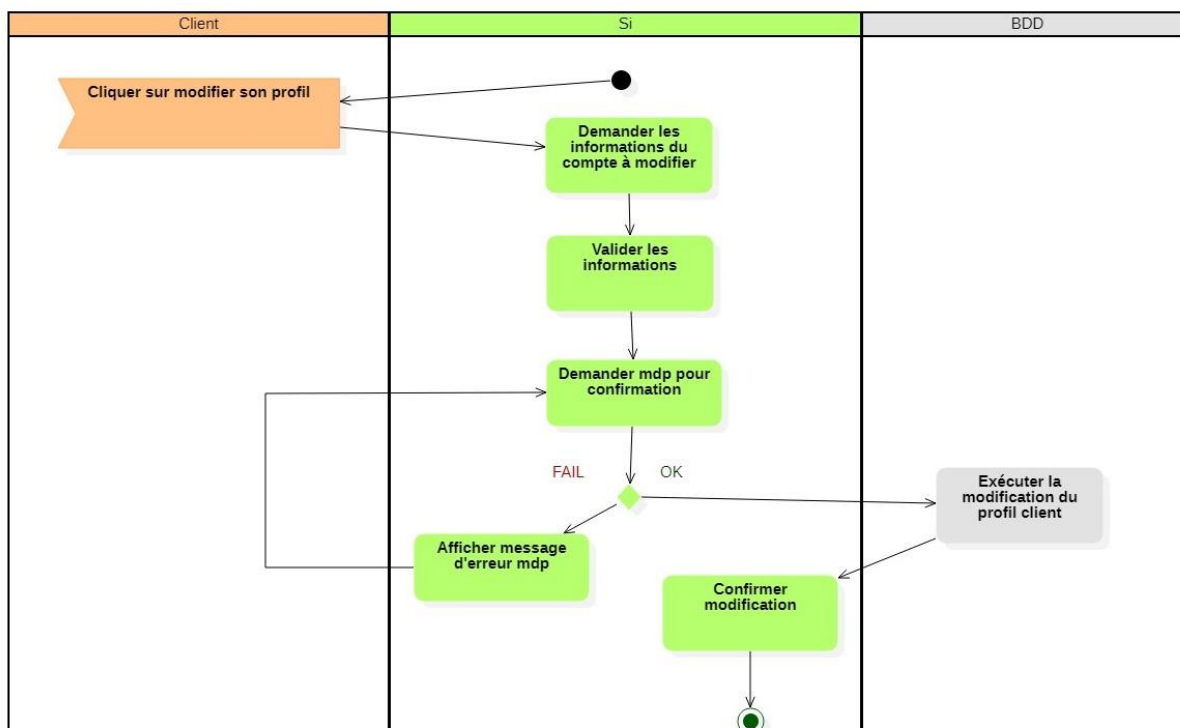 Client
Si
BDD
Cliquer sur modifier son profil
Demander les
informations du
compte à modifier
Valider les
informations
Demander mdp pour
confirmation
FAIL
OK
Exécuter la
modification du
profil client
Afficher message
d'erreur mdp
Confirmer
modification